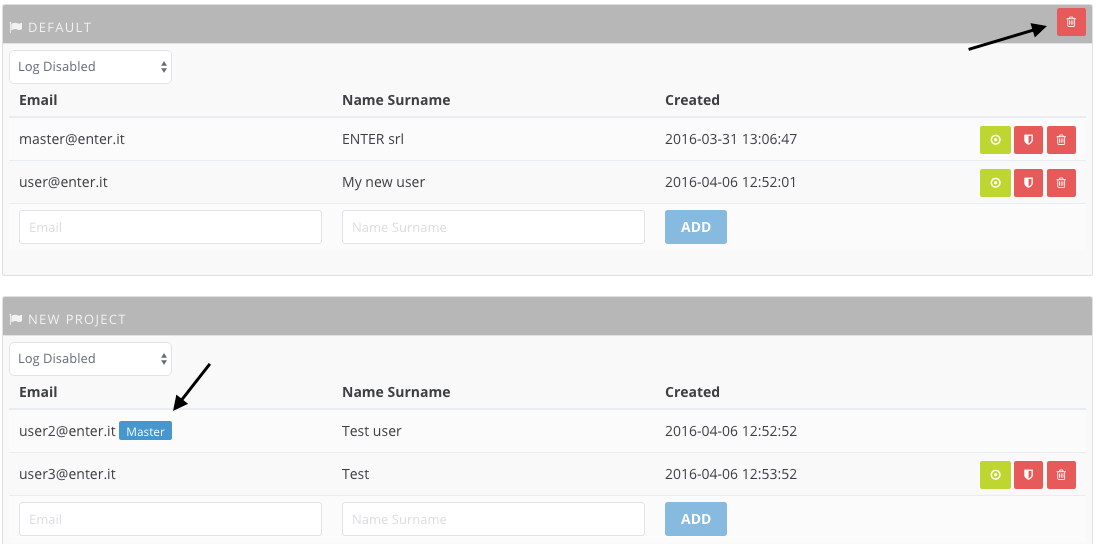 DEFAULT
Log Disabled
Email Name Surname Created
master@enter.it ENTER srl 2016-03-31 13:06:47
user@enter.it My new user 2016-04-06 12:52:01
Email Name Surname ADD
NEW PROJECT
Log Disabled
Email Name Surname Created
user2@enter.it Master Test user 2016-04-06 12:52:52
user3@enter.it Test 2016-04-06 12:53:52
Email Name Surname ADD